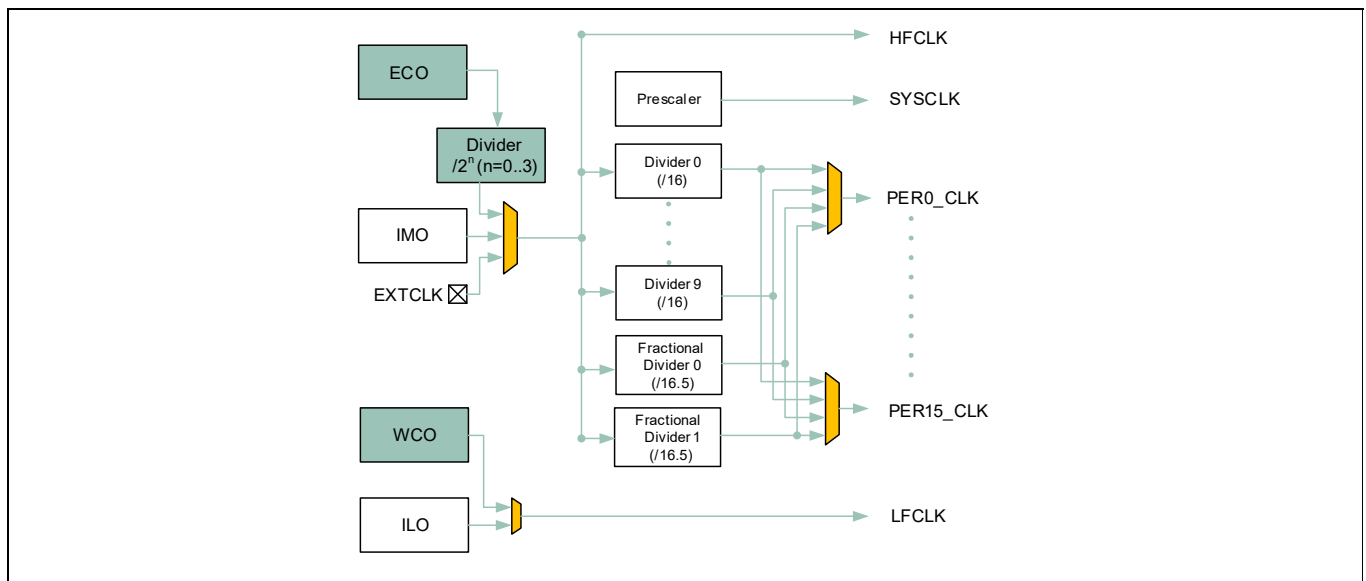 HFCLK
ECO
Prescaler
SYSCLK
Divider
/2ⁿ(n=0..3)
Divider 0
(/16)
PER0_CLK
IMO
EXTCLK
Divider 9
(/16)
Fractional
Divider 0
(/16.5)
PER15_CLK
Fractional
Divider 1
(/16.5)
WCO
ILO
LFCLK